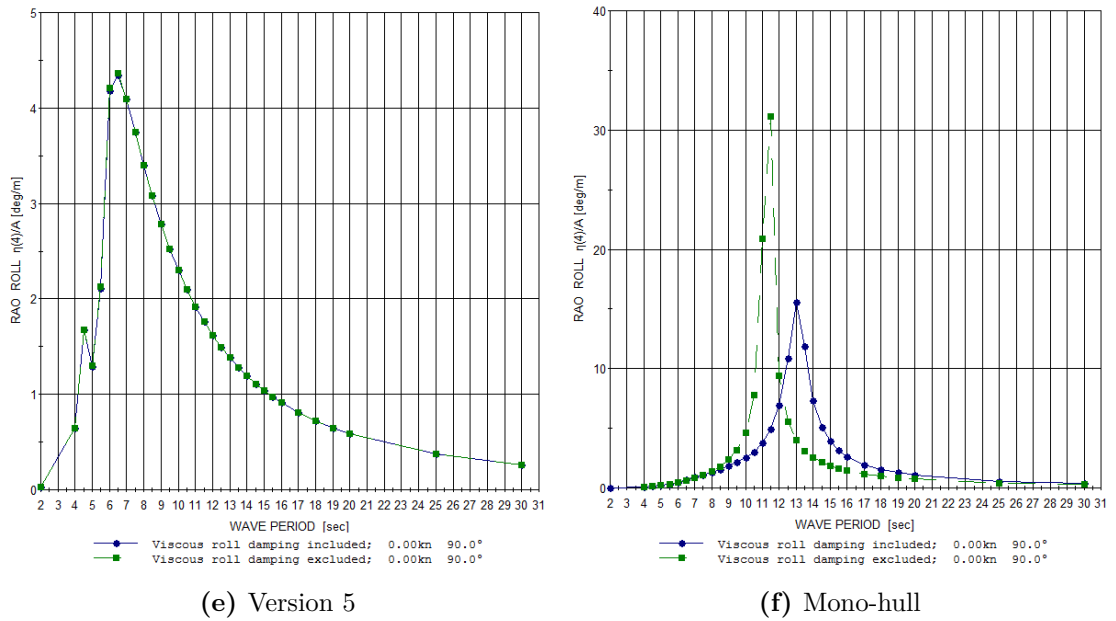 5
4
3
2
1
0
RAO ROLL η(4)/A [deg/m]
2 3 4 5 6 7 8 9 10 11 12 13 14 15 16 17 18 19 20 21 22 23 24 25 26 27 28 29 30 31
WAVE PERIOD [sec]
Viscous roll damping included; 0.00kn 90.0°
Viscous roll damping excluded; 0.00kn 90.0°
(e) Version 5
40
30
20
10
0
RAO ROLL η(4)/A [deg/m]
2 3 4 5 6 7 8 9 10 11 12 13 14 15 16 17 18 19 20 21 22 23 24 25 26 27 28 29 30 31
WAVE PERIOD [sec]
Viscous roll damping included; 0.00kn 90.0°
Viscous roll damping excluded; 0.00kn 90.0°
(f) Mono-hull